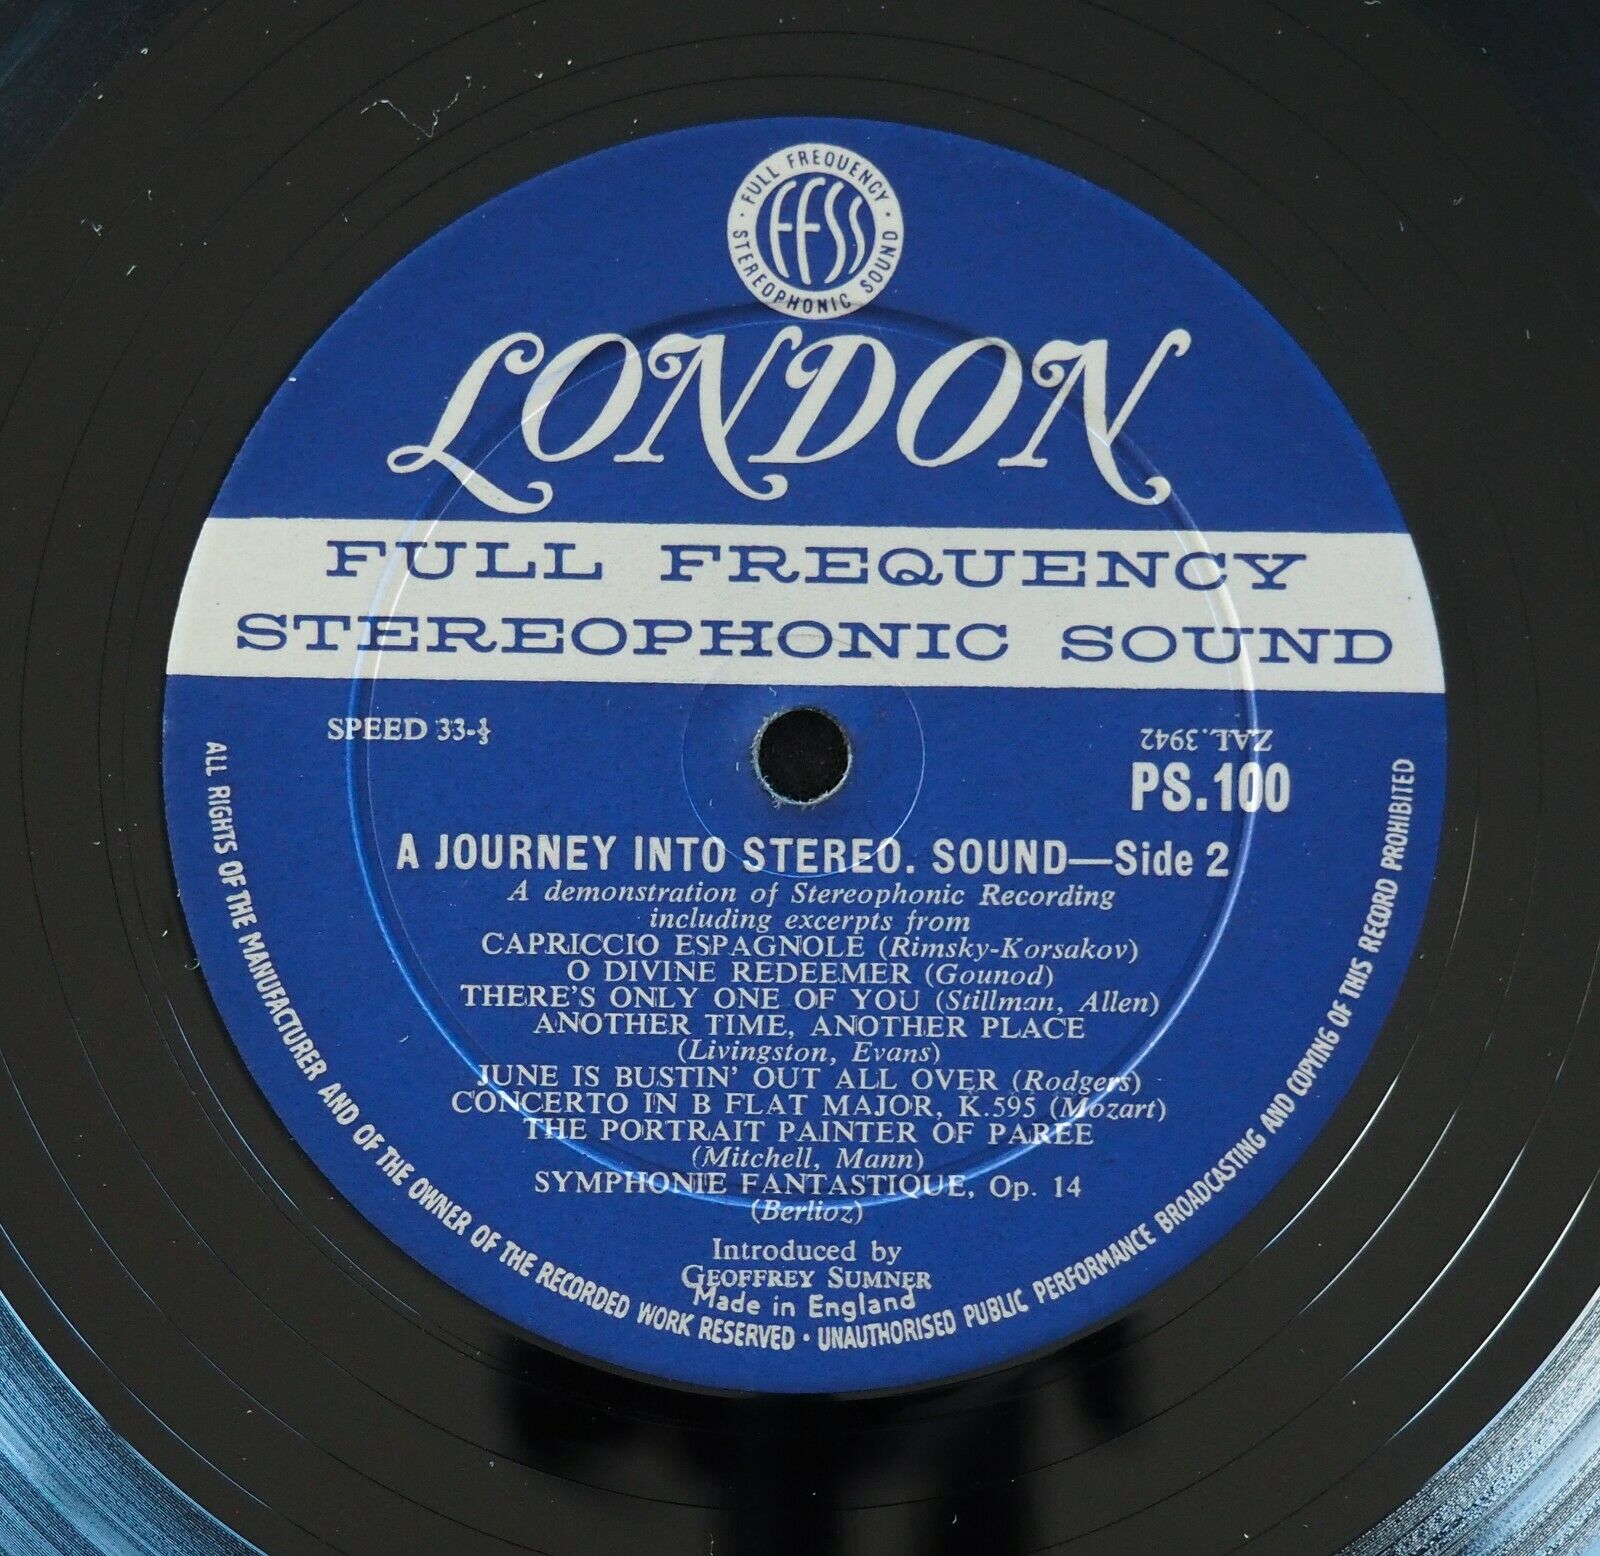 · FULL FREQUENCY ·
STEREOPHONIC SOUND
FFSS
LONDON
FULL FREQUENCY
STEREOPHONIC SOUND
SPEED 33-⅓
ZAL.3942
PS.100
A JOURNEY INTO STEREO. SOUND—Side 2
A demonstration of Stereophonic Recording
including excerpts from
CAPRICCIO ESPAGNOLE (Rimsky-Korsakov)
O DIVINE REDEEMER (Gounod)
THERE'S ONLY ONE OF YOU (Stillman, Allen)
ANOTHER TIME, ANOTHER PLACE
(Livingston, Evans)
JUNE IS BUSTIN' OUT ALL OVER (Rodgers)
CONCERTO IN B FLAT MAJOR, K.595 (Mozart)
THE PORTRAIT PAINTER OF PAREE
(Mitchell, Mann)
SYMPHONIE FANTASTIQUE, Op. 14
(Berlioz)
Introduced by
GEOFFREY SUMNER
Made in England
ALL RIGHTS OF THE MANUFACTURER AND OF THE OWNER OF THE RECORDED WORK RESERVED · UNAUTHORISED PUBLIC PERFORMANCE BROADCASTING AND COPYING OF THIS RECORD PROHIBITED